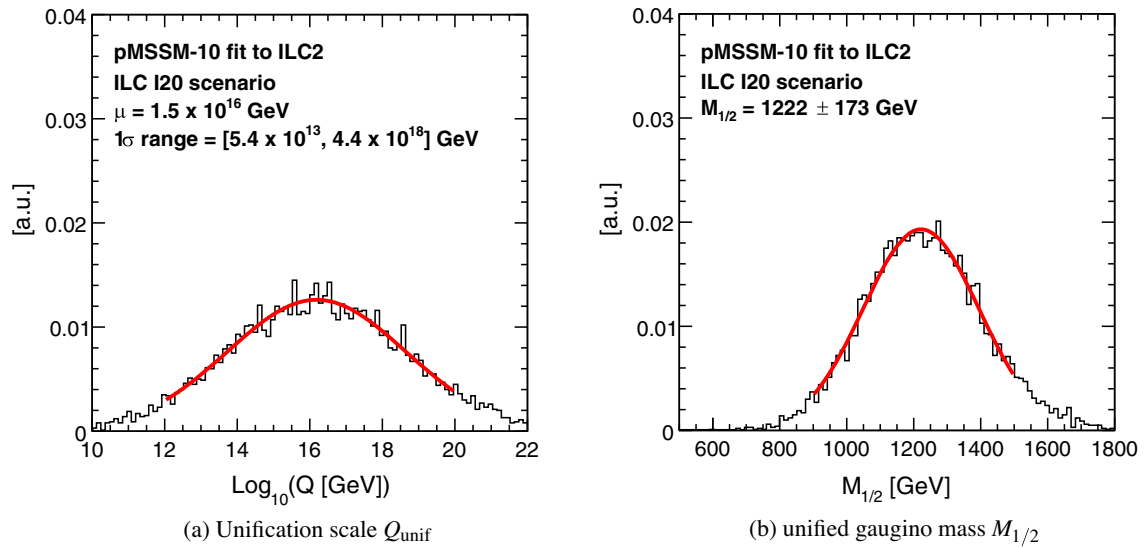 0.04
0.03
0.02
0.01
0
[a.u.]
pMSSM-10 fit to ILC2
ILC I20 scenario
μ = 1.5 x 10^16 GeV
1σ range = [5.4 x 10^13, 4.4 x 10^18] GeV
10 12 14 16 18 20 22
Log_10(Q [GeV])
(a) Unification scale Q_unif
0.04
0.03
0.02
0.01
0
[a.u.]
pMSSM-10 fit to ILC2
ILC I20 scenario
M_1/2 = 1222 ± 173 GeV
600 800 1000 1200 1400 1600 1800
M_1/2 [GeV]
(b) unified gaugino mass M_1/2